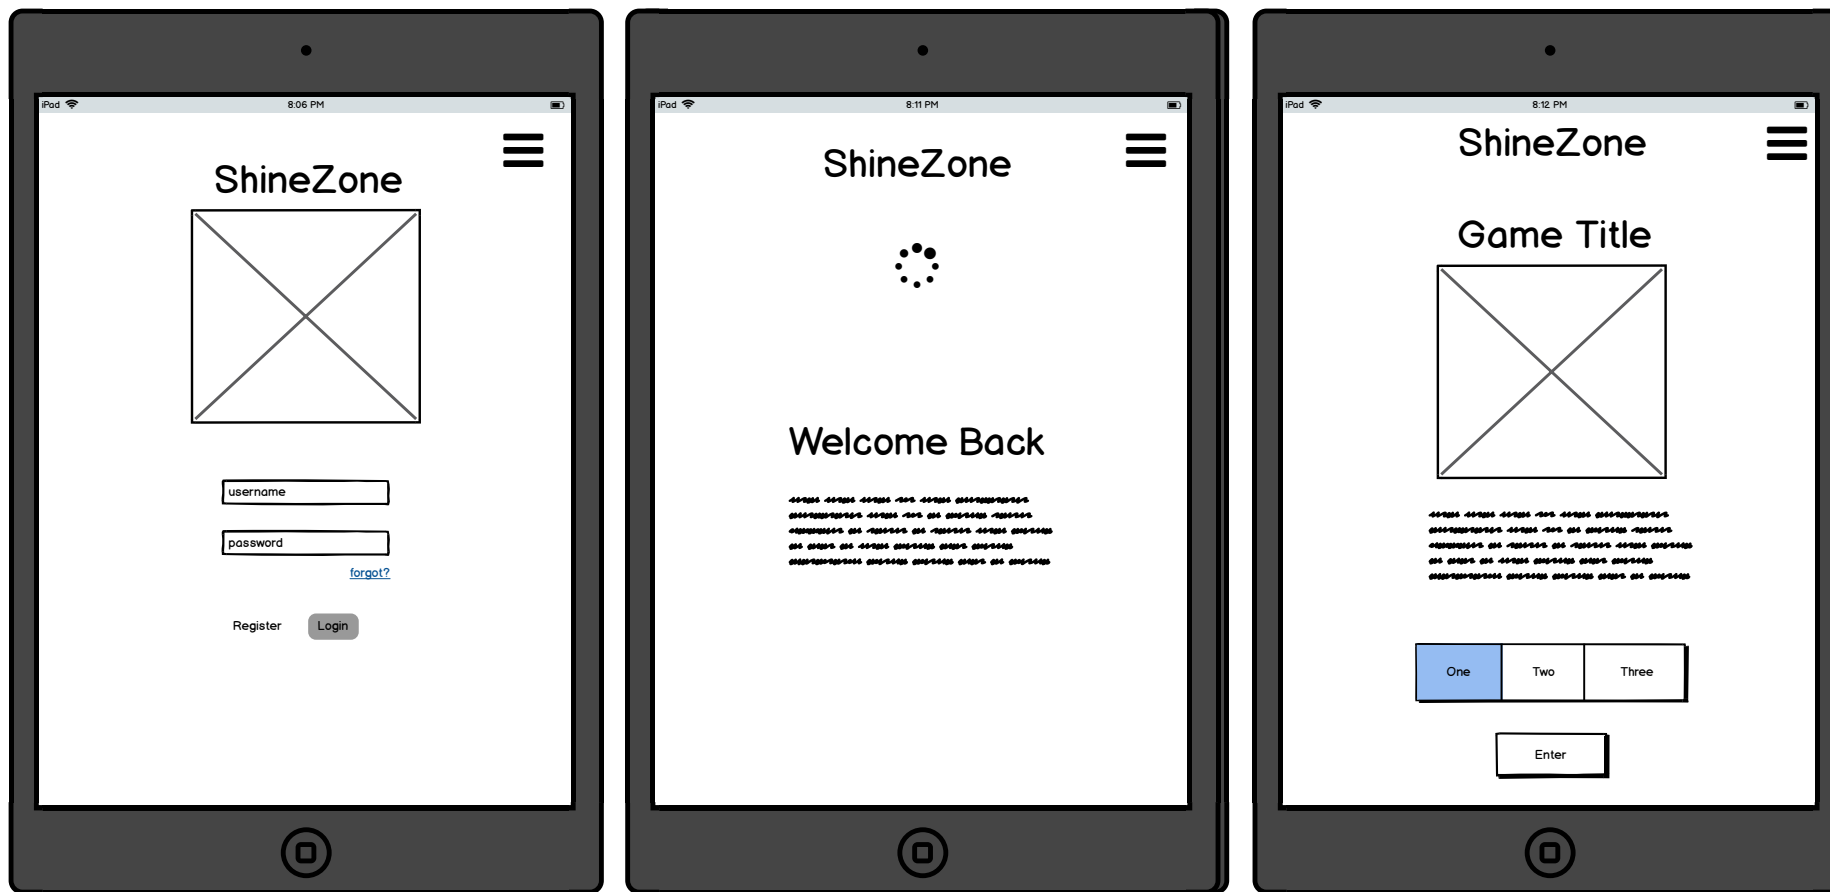 iPad 8:06 PM
ShineZone
username
password
forgot?
Register Login
iPad 8:11 PM
ShineZone
Welcome Back
iPad 8:12 PM
ShineZone
Game Title
One Two Three
Enter